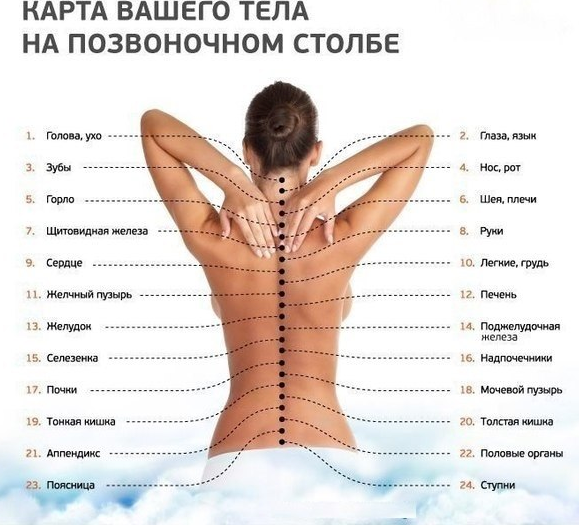 КАРТА ВАШЕГО ТЕЛА
НА ПОЗВОНОЧНОМ СТОЛБЕ
1. Голова, ухо
2. Глаза, язык
3. Зубы
4. Нос, рот
5. Горло
6. Шея, плечи
7. Щитовидная железа
8. Руки
9. Сердце
10. Легкие, грудь
11. Желчный пузырь
12. Печень
13. Желудок
14. Поджелудочная
железа
15. Селезенка
16. Надпочечники
17. Почки
18. Мочевой пузырь
19. Тонкая кишка
20. Толстая кишка
21. Аппендикс
22. Половые органы
23. Поясница
24. Ступни